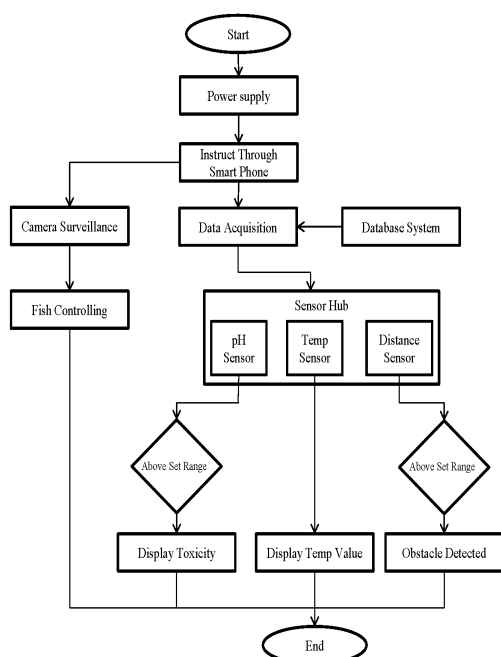 Start
Power supply
Instruct Through
Smart Phone
Camera Surveillance
Data Acquisition
Database System
Fish Controlling
Sensor Hub
pH
Sensor
Temp
Sensor
Distance
Sensor
Above Set Range
Above Set Range
Display Toxicity
Display Temp Value
Obstacle Detected
End